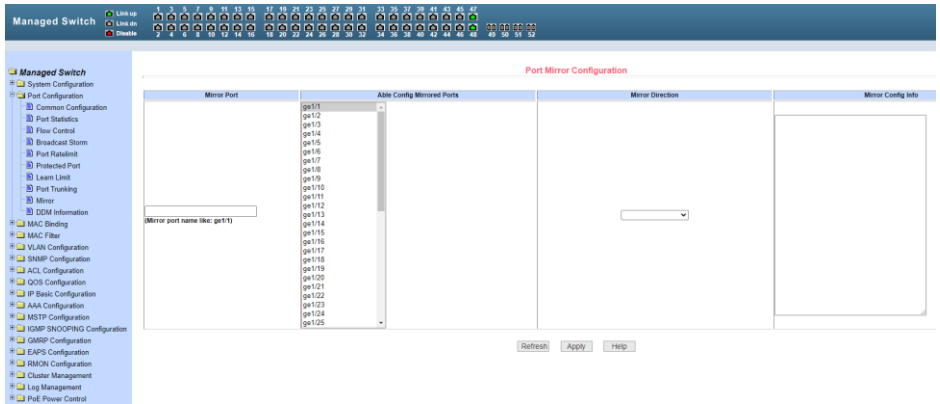 Managed Switch
Link up
Link dn
Disable
1 3 5 7 9 11 13 15 17 19 21 23 25 27 29 31 33 35 37 39 41 43 45 47
2 4 6 8 10 12 14 16 18 20 22 24 26 28 30 32 34 36 38 40 42 44 46 48 49 50 51 52
Managed Switch
System Configuration
Port Configuration
Common Configuration
Port Statistics
Flow Control
Broadcast Storm
Port Ratelimit
Protected Port
Learn Limit
Port Trunking
Mirror
DDM Information
MAC Binding
MAC Filter
VLAN Configuration
SNMP Configuration
ACL Configuration
QOS Configuration
IP Basic Configuration
AAA Configuration
MSTP Configuration
IGMP SNOOPING Configuration
GMRP Configuration
EAPS Configuration
RMON Configuration
Cluster Management
Log Management
PoE Power Control
Port Mirror Configuration
Mirror Port
Able Config Mirrored Ports
Mirror Direction
Mirror Config Info
(Mirror port name like: ge1/1)
ge1/1
ge1/2
ge1/3
ge1/4
ge1/5
ge1/6
ge1/7
ge1/8
ge1/9
ge1/10
ge1/11
ge1/12
ge1/13
ge1/14
ge1/15
ge1/16
ge1/17
ge1/18
ge1/19
ge1/20
ge1/21
ge1/22
ge1/23
ge1/24
ge1/25
Refresh Apply Help